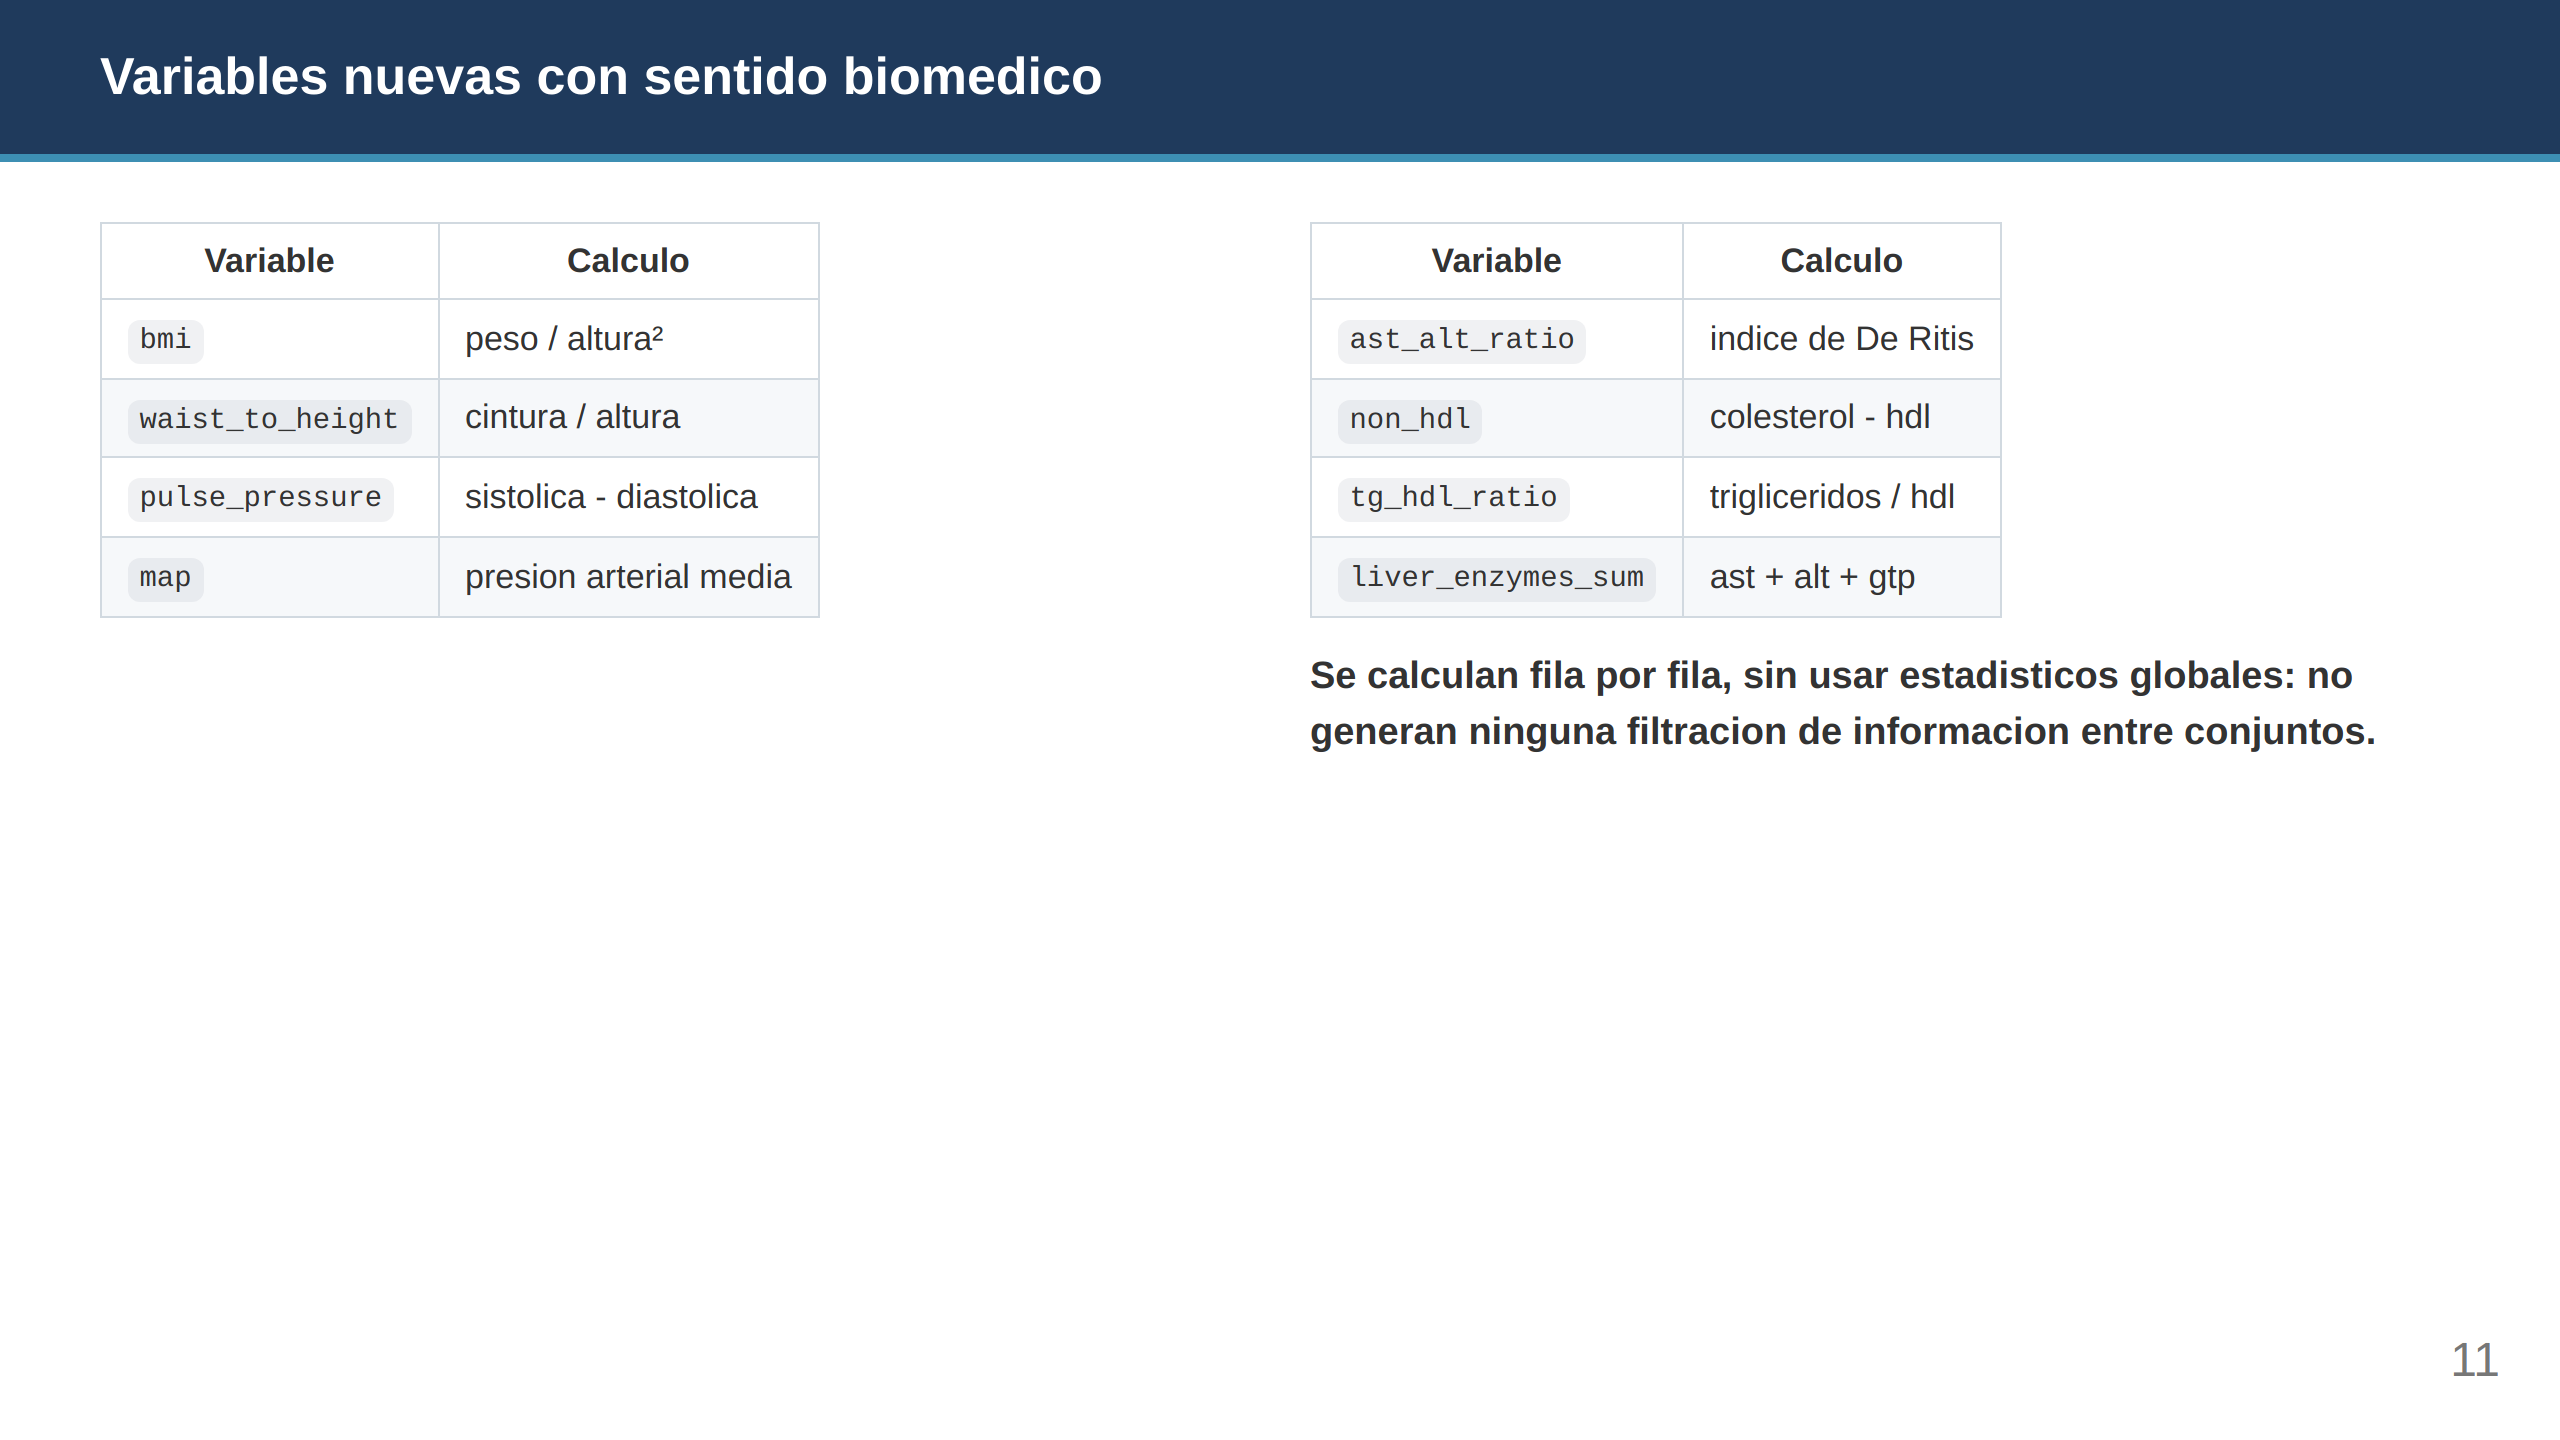 Variables nuevas con sentido biomedico
Variable Calculo
bmi peso / altura²
waist_to_height cintura / altura
pulse_pressure sistolica - diastolica
map presion arterial media
Variable Calculo
ast_alt_ratio indice de De Ritis
non_hdl colesterol - hdl
tg_hdl_ratio trigliceridos / hdl
liver_enzymes_sum ast + alt + gtp
Se calculan fila por fila, sin usar estadisticos globales: no
generan ninguna filtracion de informacion entre conjuntos.
11